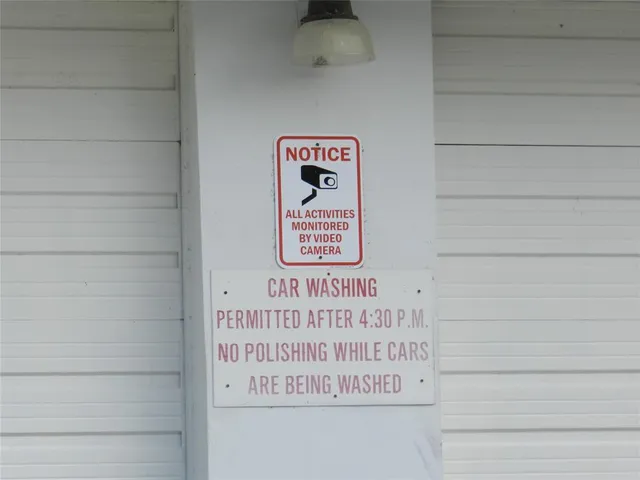 NOTICE
ALL ACTIVITIES
MONITORED
BY VIDEO
CAMERA
CAR WASHING
PERMITTED AFTER 4:30 P.M.
NO POLISHING WHILE CARS
ARE BEING WASHED